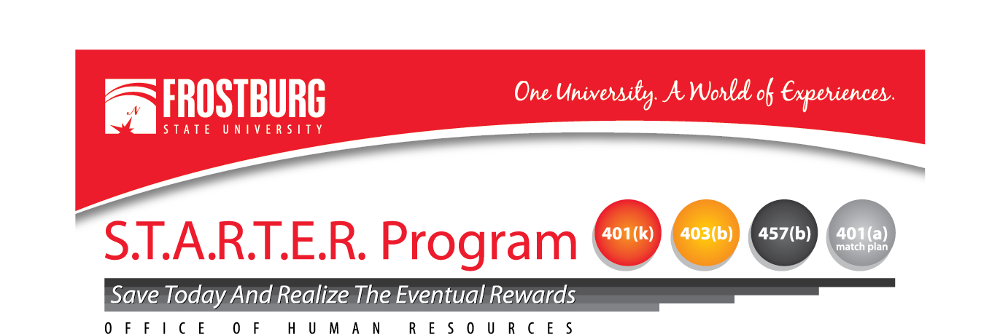 FROSTBURG
STATE UNIVERSITY
N
One University. A World of Experiences.
S.T.A.R.T.E.R. Program
401(k)
403(b)
457(b)
401(a)
match plan
Save Today And Realize The Eventual Rewards
OFFICE OF HUMAN RESOURCES